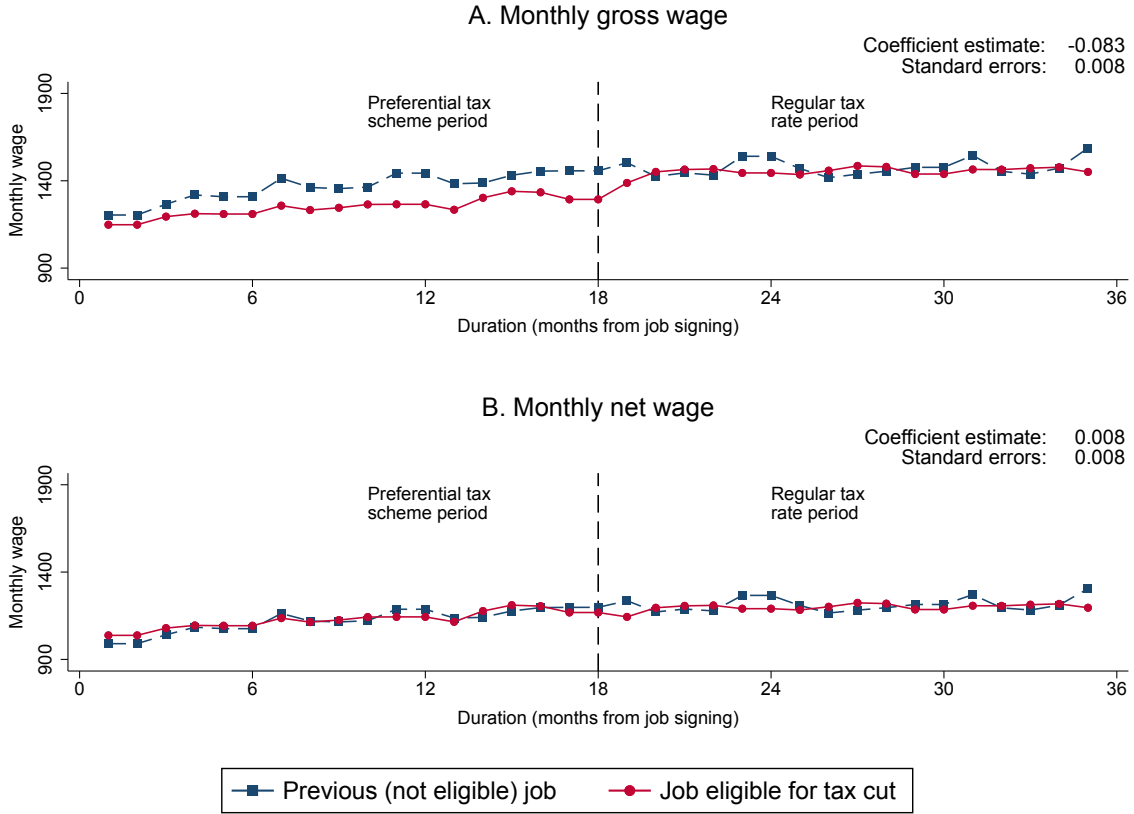 A. Monthly gross wage
Coefficient estimate: -0.083
Standard errors: 0.008
Preferential tax
scheme period
Regular tax
rate period
Monthly wage
1900
1400
900
0 6 12 18 24 30 36
Duration (months from job signing)
B. Monthly net wage
Coefficient estimate: 0.008
Standard errors: 0.008
Preferential tax
scheme period
Regular tax
rate period
Monthly wage
1900
1400
900
0 6 12 18 24 30 36
Duration (months from job signing)
Previous (not eligible) job
Job eligible for tax cut